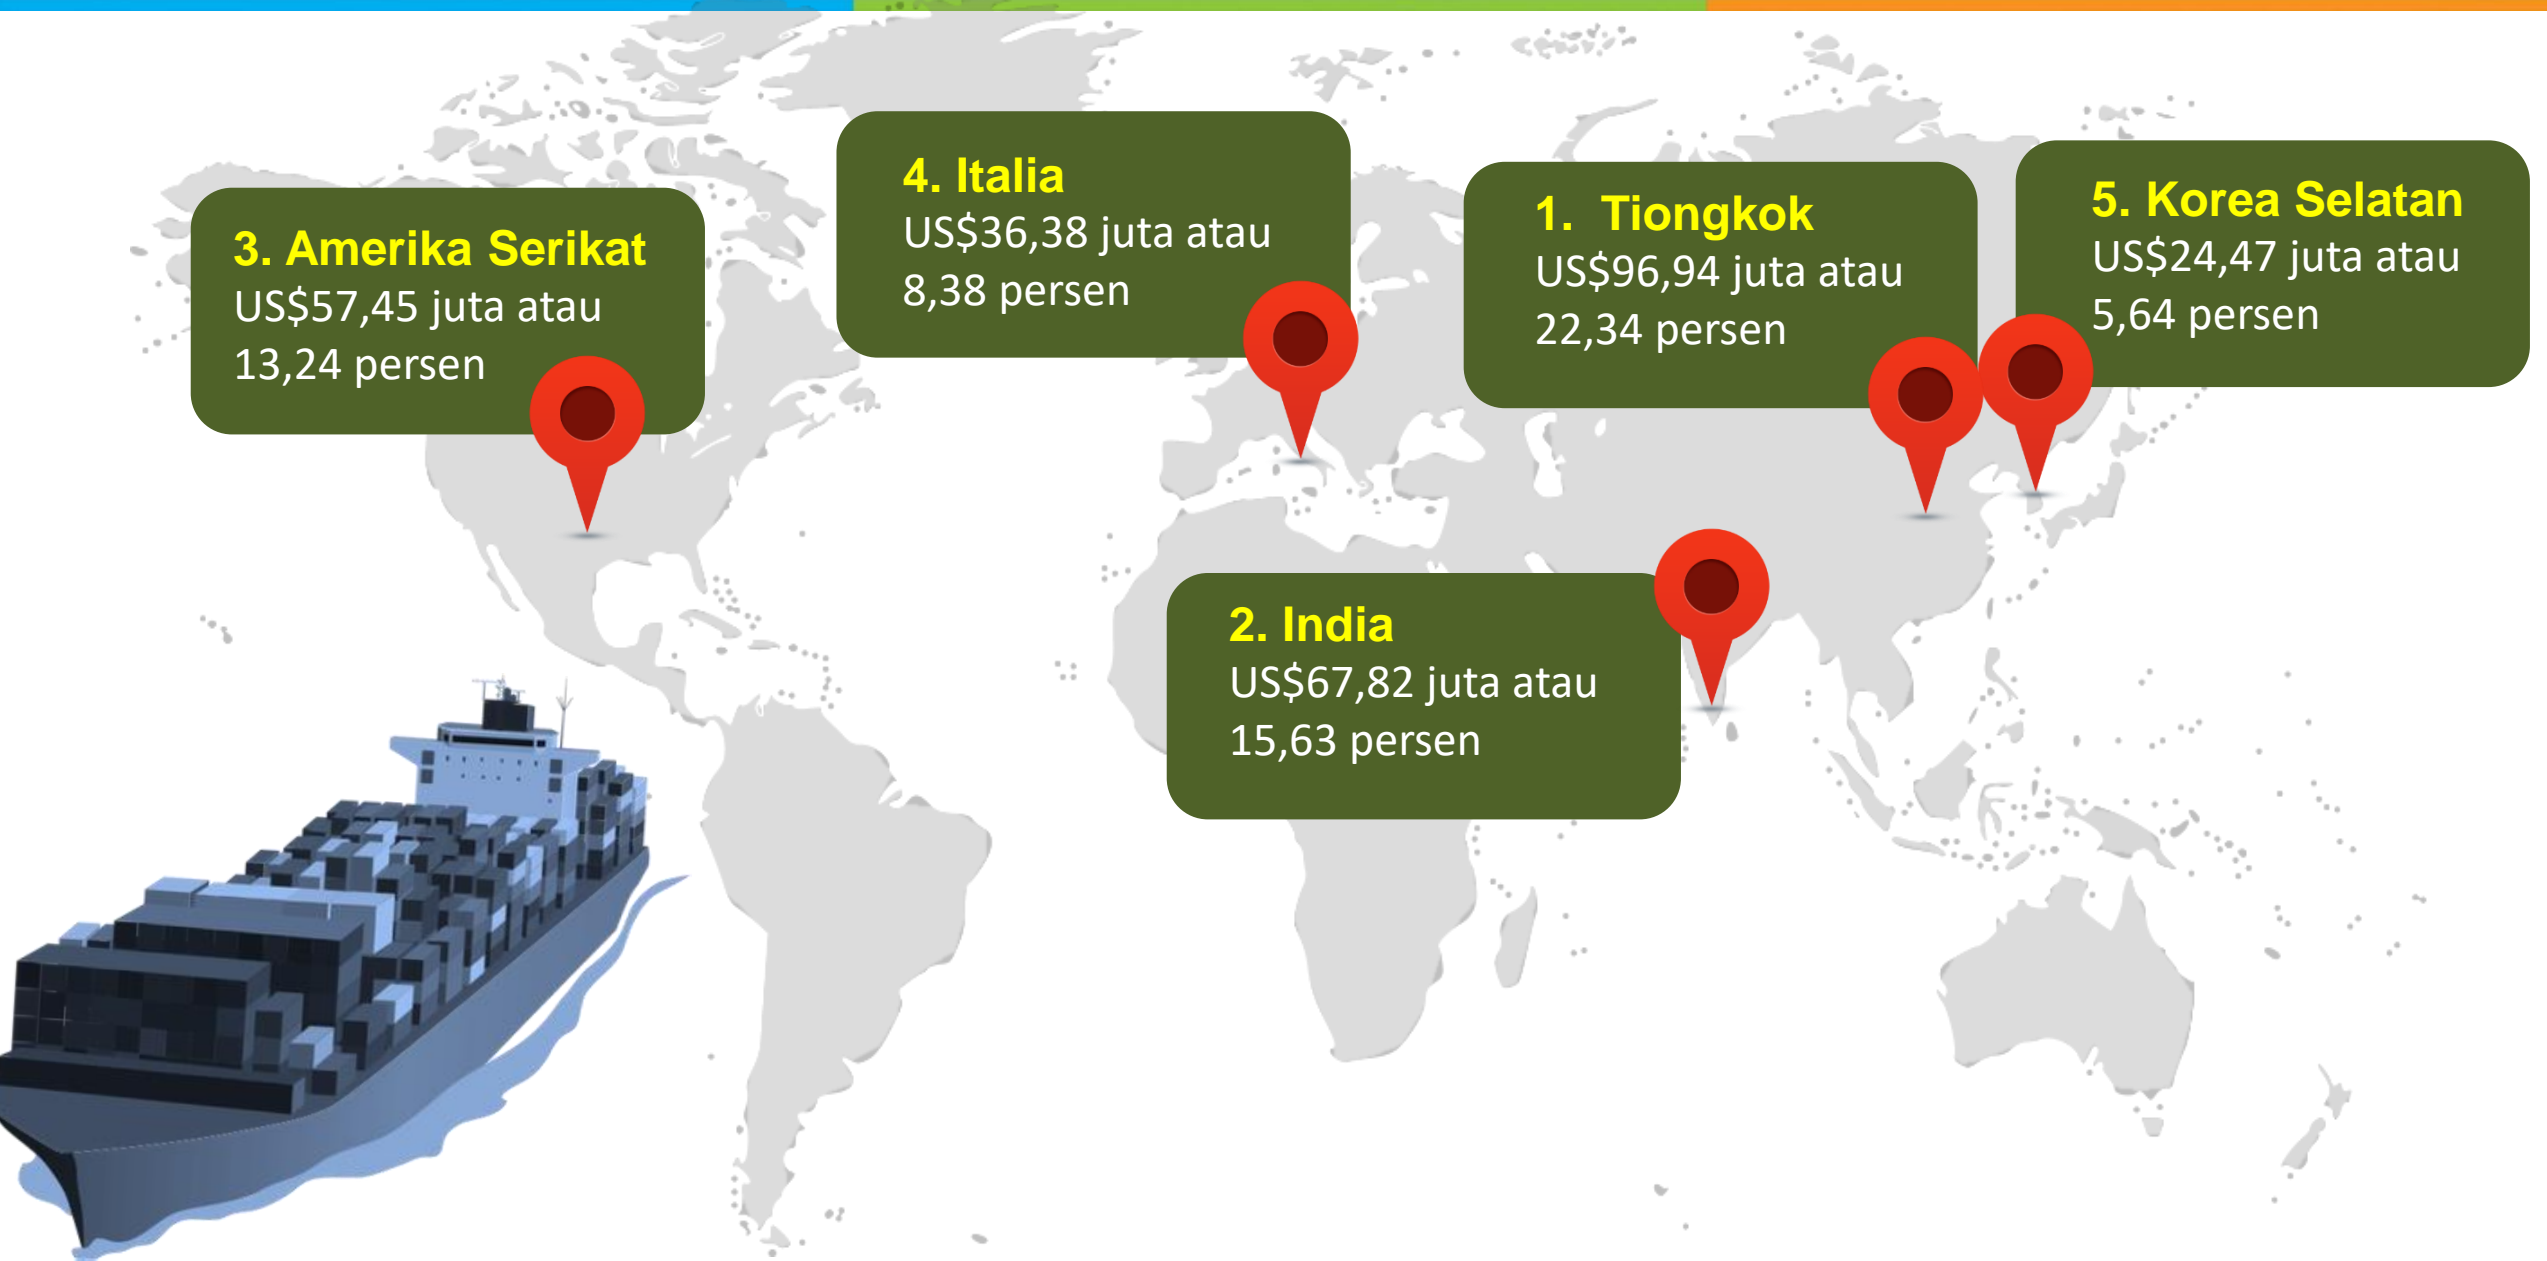 3. Amerika Serikat
US$57,45 juta atau
13,24 persen
4. Italia
US$36,38 juta atau
8,38 persen
1. Tiongkok
US$96,94 juta atau
22,34 persen
5. Korea Selatan
US$24,47 juta atau
5,64 persen
2. India
US$67,82 juta atau
15,63 persen